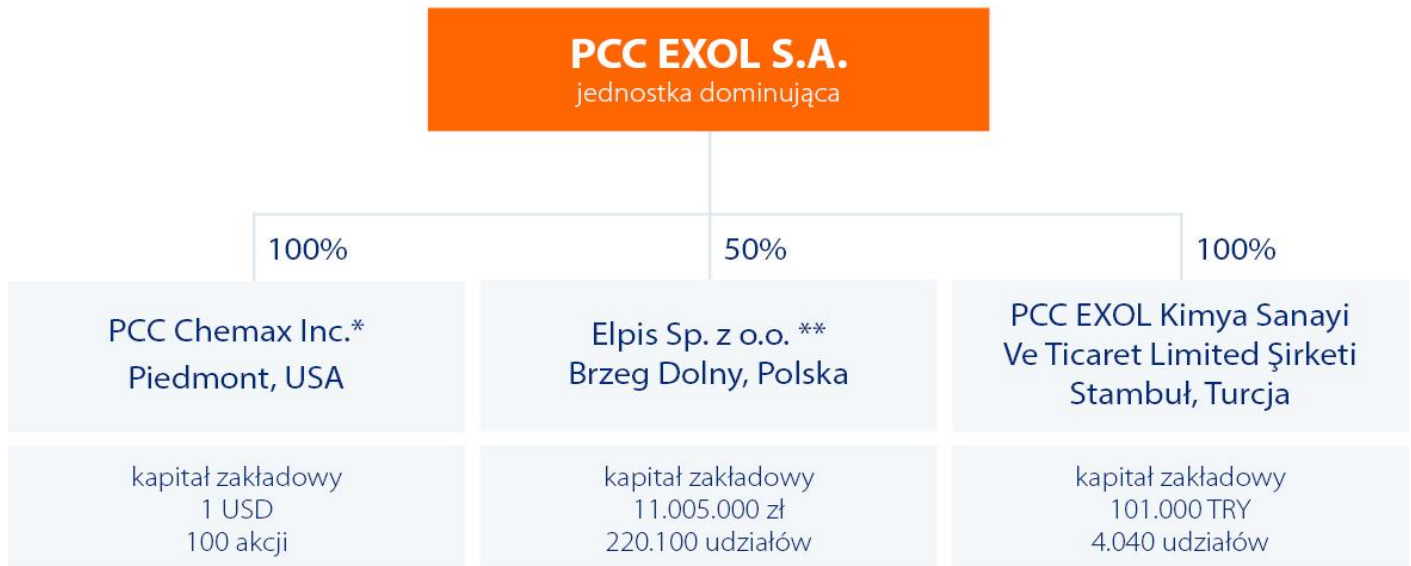 PCC EXOL S.A.
jednostka dominująca
100%
50%
100%
PCC Chemax Inc.*
Piedmont, USA
Elpis Sp. z o.o. **
Brzeg Dolny, Polska
PCC EXOL Kimya Sanayi
Ve Ticaret Limited Şirketi
Stambuł, Turcja
kapitał zakładowy
1 USD
100 akcji
kapitał zakładowy
11.005.000 zł
220.100 udziałów
kapitał zakładowy
101.000 TRY
4.040 udziałów